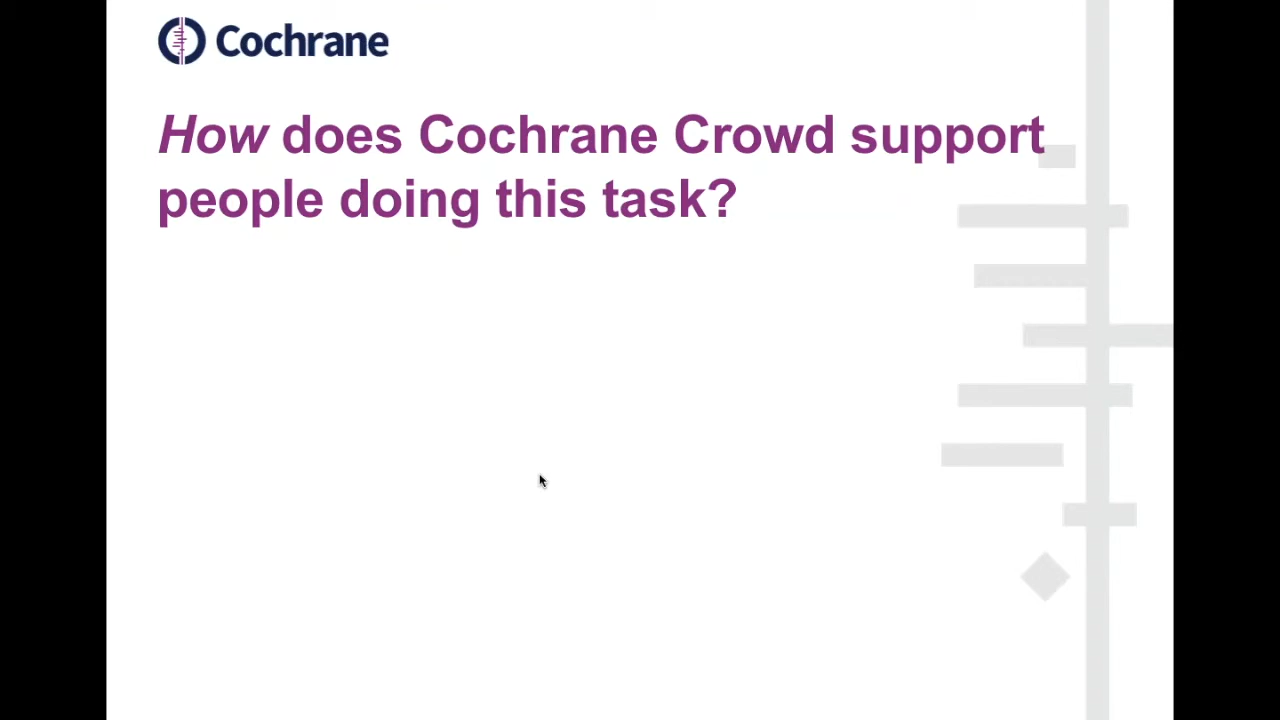 Cochrane
How does Cochrane Crowd support
people doing this task?